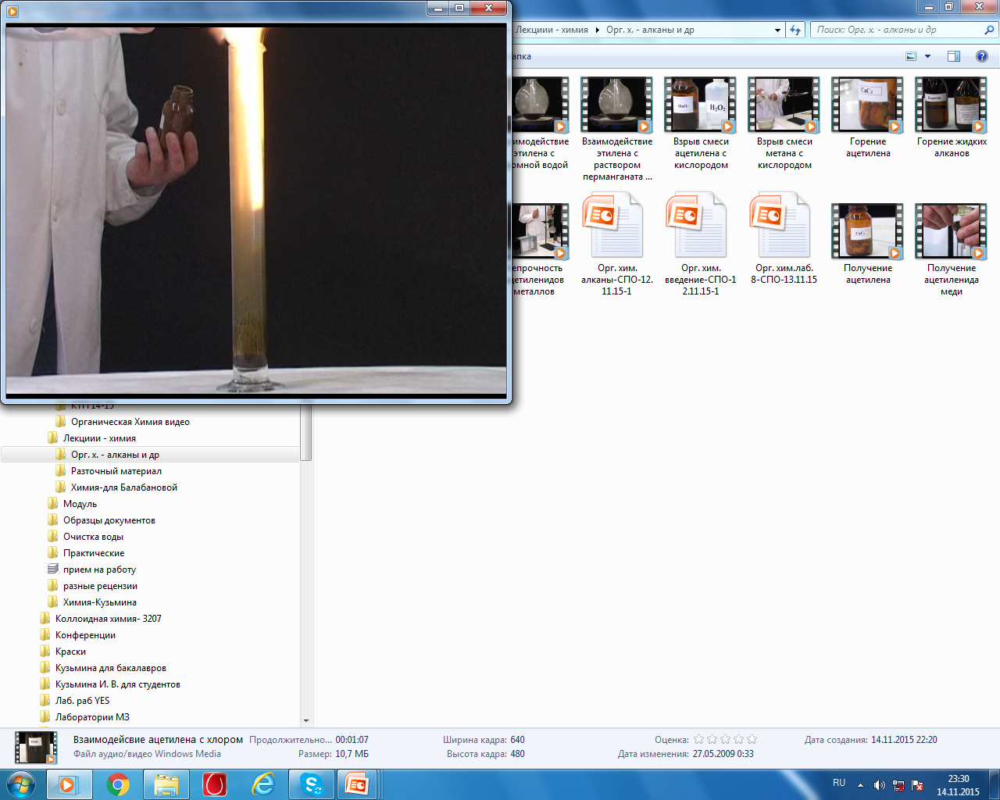 Лекциии - химия
Орг. х. - алканы и др
Поиск: Орг. х. - алканы и др
апка
имодействие
этилена с
омной водой
Взаимодействие
этилена с
раствором
перманганата ...
MnO₂
H₂O₂
Взрыв смеси
ацетилена с
кислородом
Взрыв смеси
метана с
кислородом
CaC₂
Горение
ацетилена
Керосин
Горение жидких
алканов
епрочность
цетиленидов
металлов
Орг. хим.
алканы-СПО-12.
11.15-1
Орг. хим.
введение-СПО-1
2.11.15-1
Орг. хим.лаб.
8-СПО-13.11.15
CaC₂
Получение
ацетилена
Получение
ацетиленида
меди
КТП14-15
Органическая Химия видео
Лекциии - химия
Орг. х. - алканы и др
Разточный материал
Химия-для Балабановой
Модуль
Образцы документов
Очистка воды
Практические
прием на работу
разные рецензии
Химия-Кузьмина
Коллоидная химия- 3207
Конференции
Краски
Кузьмина для бакалавров
Кузьмина И. В. для студентов
Лаб. раб YES
Лаборатории МЗ
Взаимодейсвие ацетилена с хлором
Файл аудио/видео Windows Media
Продолжительно... 00:01:07
Размер: 10,7 МБ
Ширина кадра: 640
Высота кадра: 480
Оценка:
Дата изменения: 27.05.2009 0:33
Дата создания: 14.11.2015 22:20
RU
23:30
14.11.2015